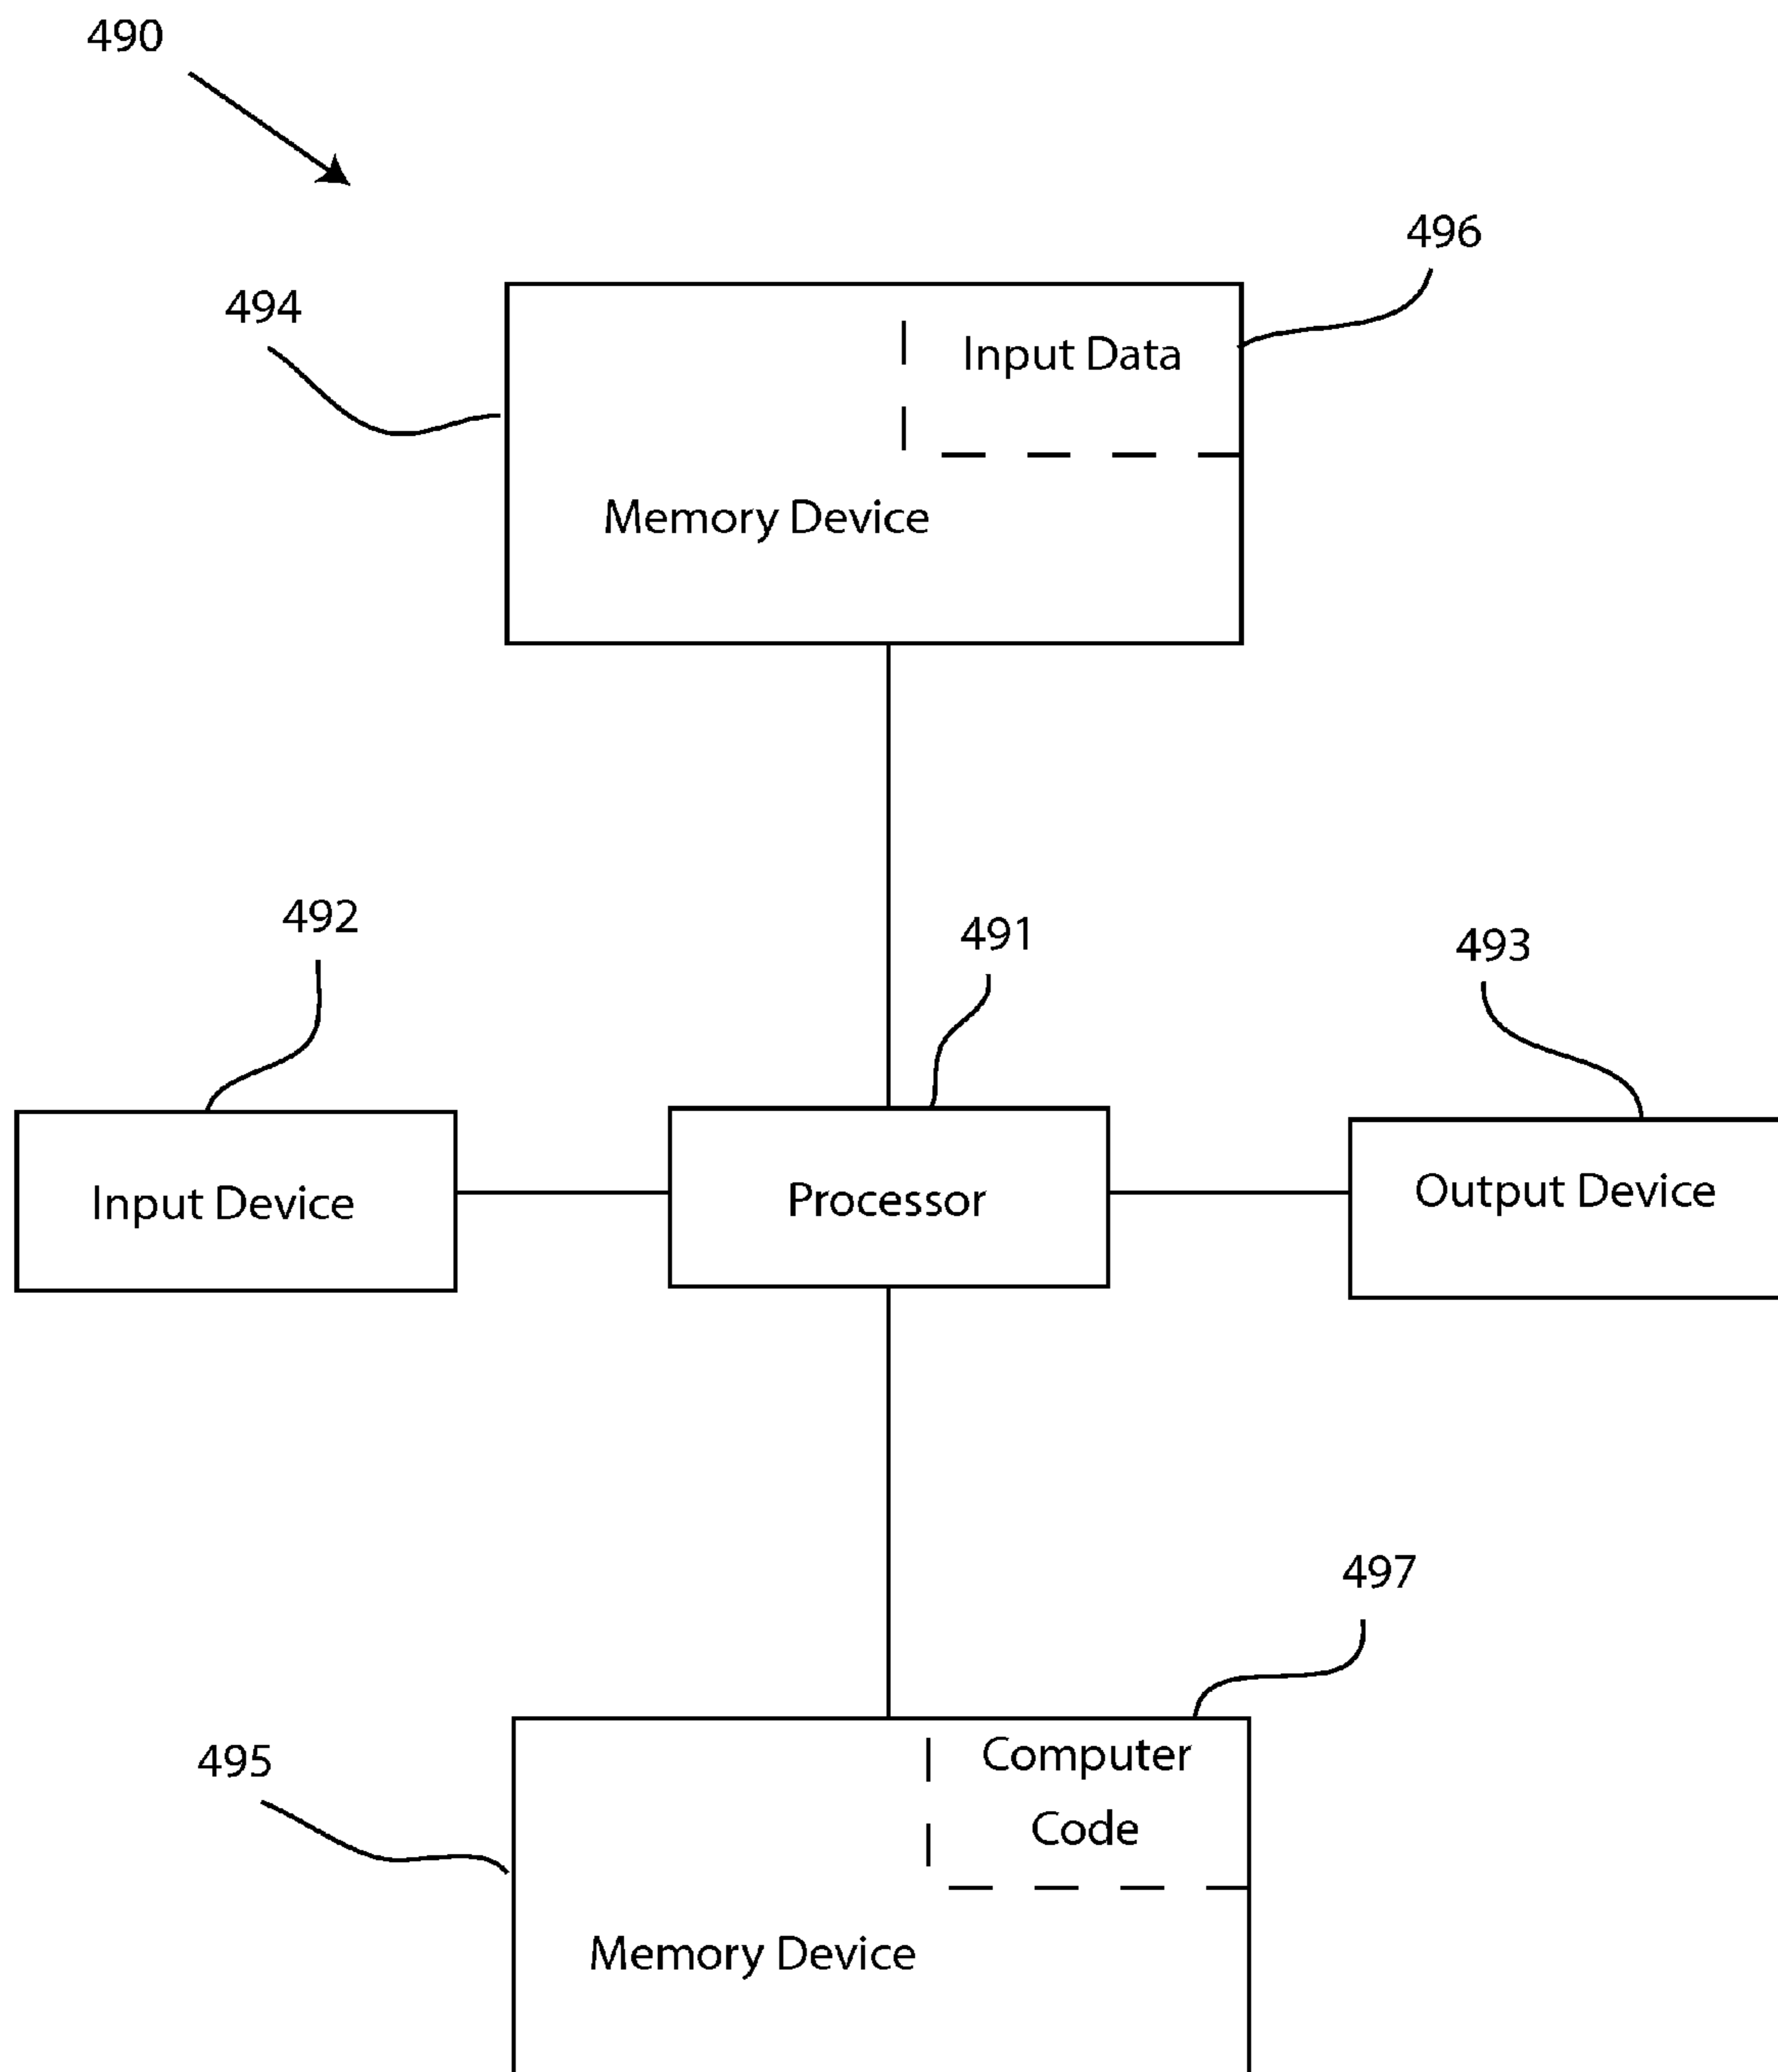 490
496
494
Input Data
Memory Device
492
491
493
Input Device
Processor
Output Device
497
495
Computer
Code
Memory Device